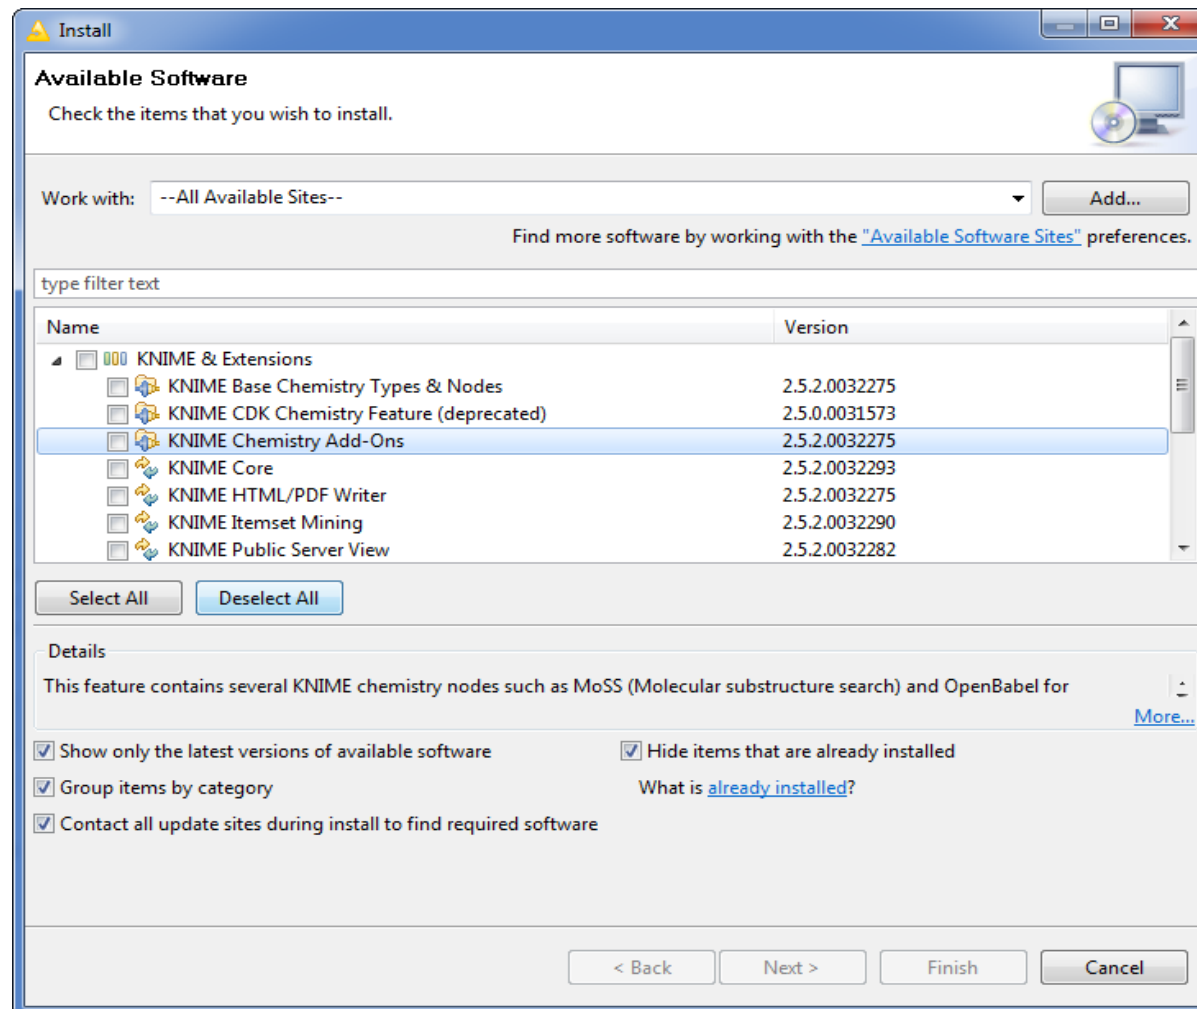 Install
Available Software
Check the items that you wish to install.
Work with: --All Available Sites-- Add...
Find more software by working with the "Available Software Sites" preferences.
type filter text
Name Version
KNIME & Extensions
KNIME Base Chemistry Types & Nodes 2.5.2.0032275
KNIME CDK Chemistry Feature (deprecated) 2.5.0.0031573
KNIME Chemistry Add-Ons 2.5.2.0032275
KNIME Core 2.5.2.0032293
KNIME HTML/PDF Writer 2.5.2.0032275
KNIME Itemset Mining 2.5.2.0032290
KNIME Public Server View 2.5.2.0032282
Select All Deselect All
Details
This feature contains several KNIME chemistry nodes such as MoSS (Molecular substructure search) and OpenBabel for
More...
Show only the latest versions of available software Hide items that are already installed
Group items by category What is already installed?
Contact all update sites during install to find required software
< Back Next > Finish Cancel